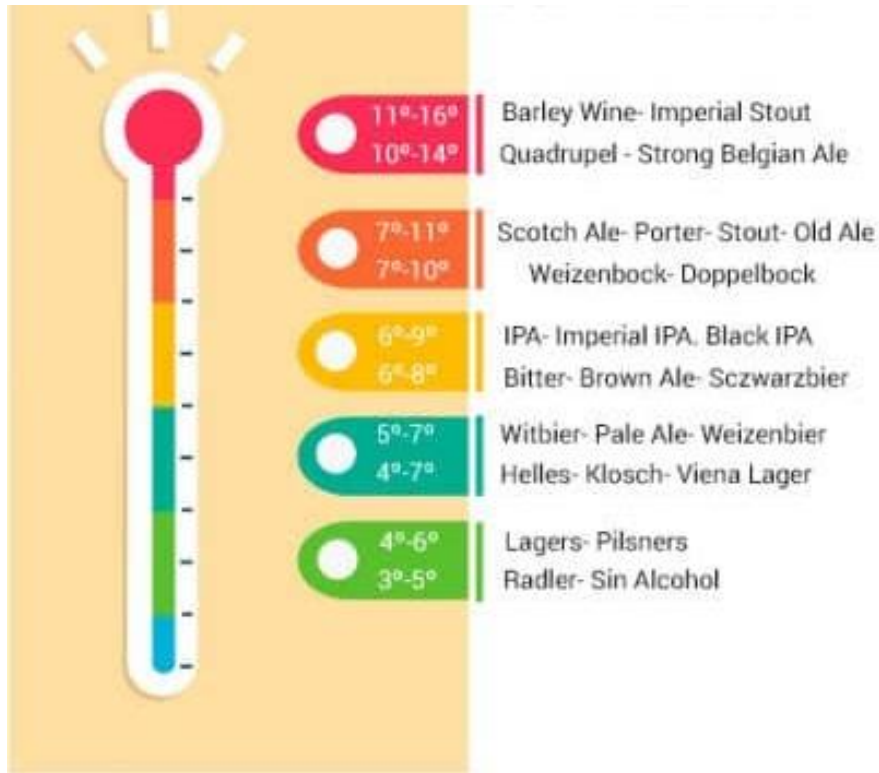 11º-16º Barley Wine- Imperial Stout
10º-14º Quadrupel - Strong Belgian Ale
7º-11º Scotch Ale- Porter- Stout- Old Ale
7º-10º Weizenbock- Doppelbock
6º-9º IPA- Imperial IPA. Black IPA
6º-8º Bitter- Brown Ale- Sczwarzbier
5º-7º Witbier- Pale Ale- Weizenbier
4º-7º Helles- Klosch- Viena Lager
4º-6º Lagers- Pilsners
3º-5º Radler- Sin Alcohol